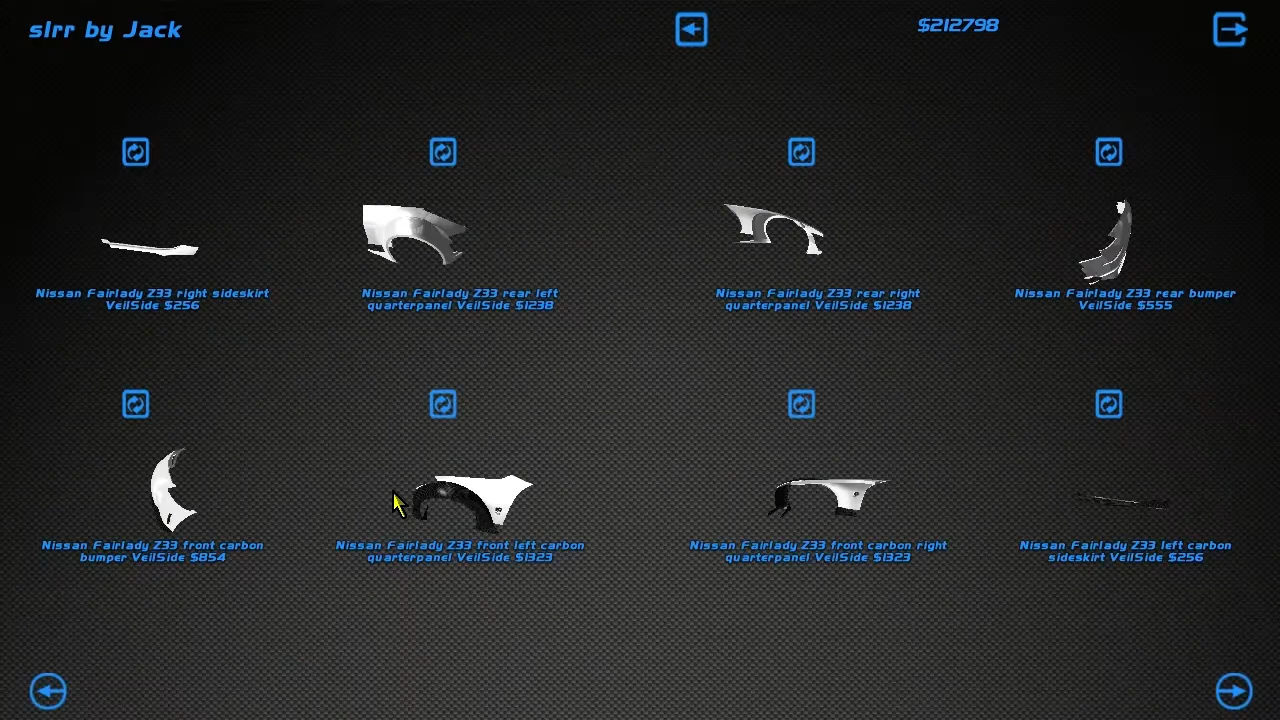 slrr by Jack
$212798
Nissan Fairlady Z33 right sideskirt
VeilSide $256
Nissan Fairlady Z33 rear left
quarterpanel VeilSide $1238
Nissan Fairlady Z33 rear right
quarterpanel VeilSide $1238
Nissan Fairlady Z33 rear bumper
VeilSide $555
Nissan Fairlady Z33 front carbon
bumper VeilSide $854
Nissan Fairlady Z33 front left carbon
quarterpanel VeilSide $1323
Nissan Fairlady Z33 front carbon right
quarterpanel VeilSide $1323
Nissan Fairlady Z33 left carbon
sideskirt VeilSide $256